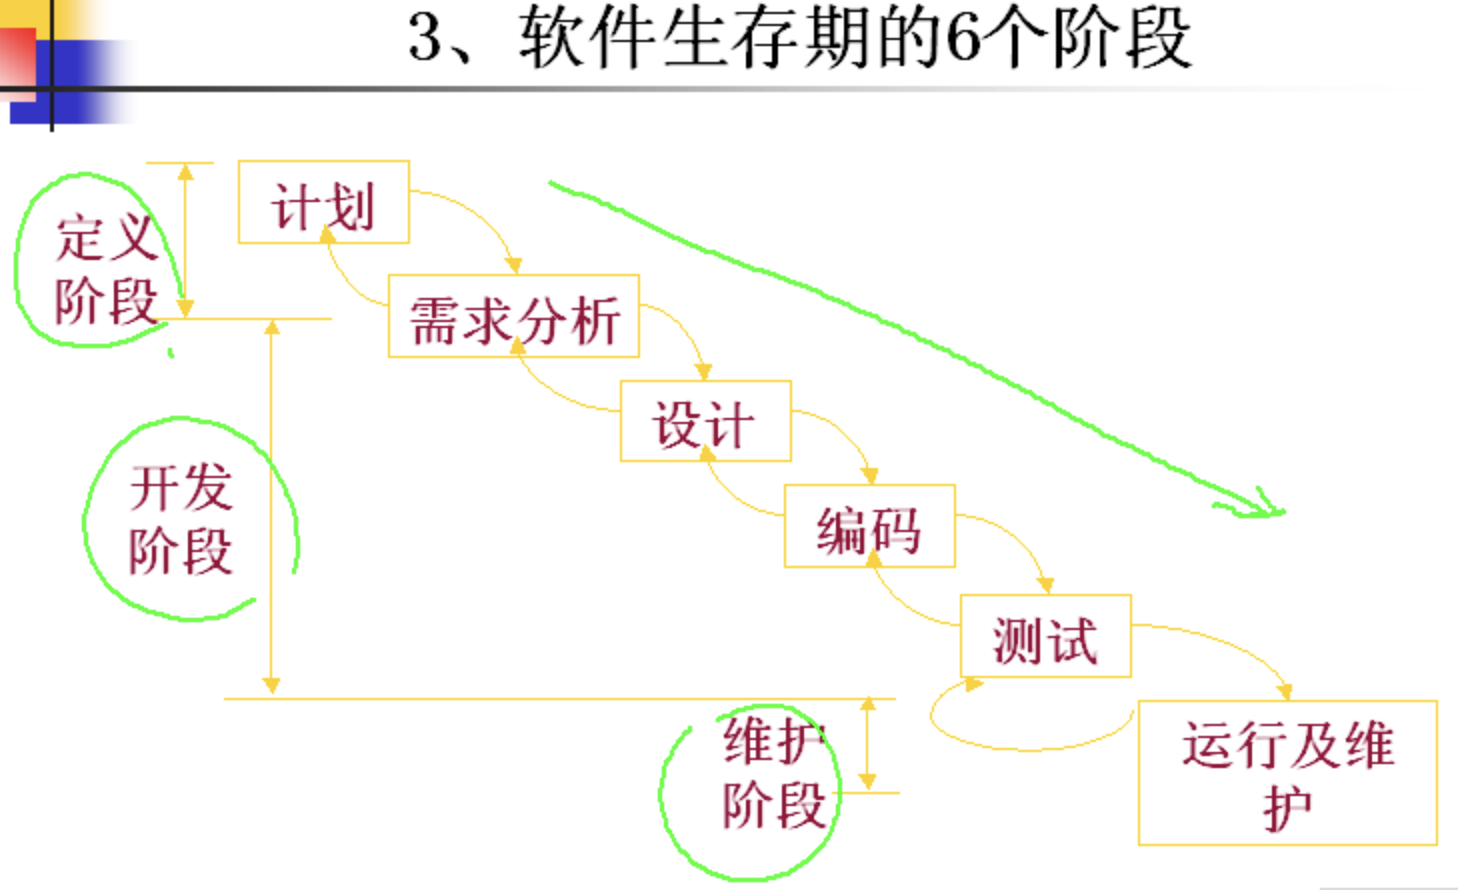 3、软件生存期的6个阶段
计划
定义
阶段
需求分析
设计
开发
阶段
编码
测试
维护
阶段
运行及维
护